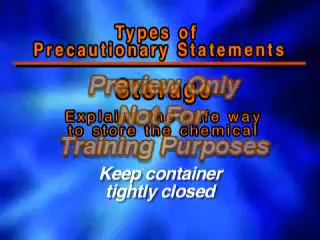 Types of
Precautionary Statements
Storage
Preview Only
Explains the safe way
Not For
to store the chemical
Training Purposes
Keep container
tightly closed